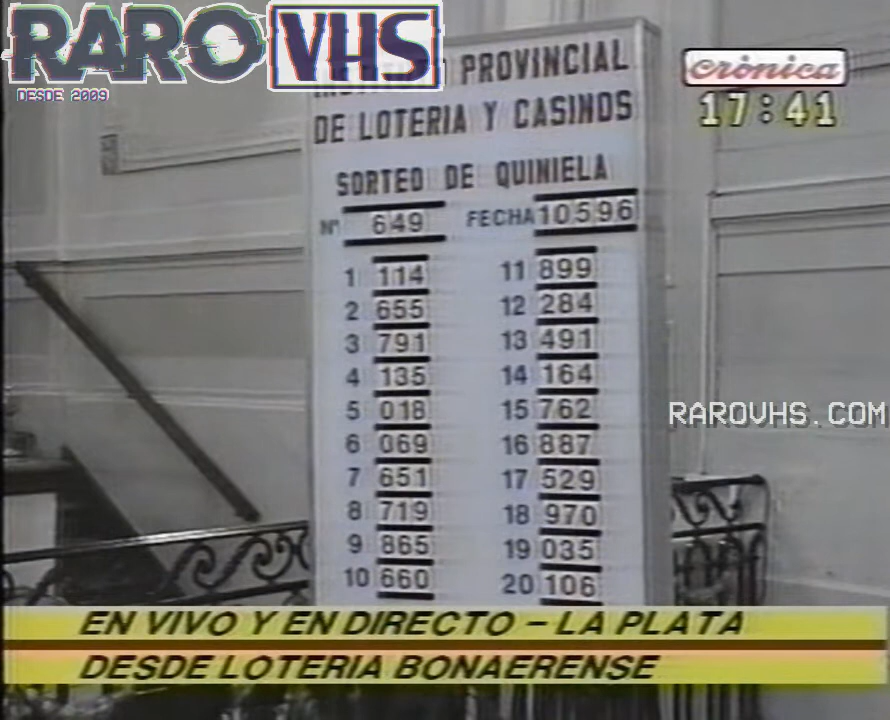 RARO VHS
DESDE 2009
crónica
17:41
PROVINCIAL
DE LOTERIA Y CASINOS
SORTEO DE QUINIELA
Nº 649 FECHA 10596
1 114 11 899
2 655 12 284
3 791 13 491
4 135 14 164
5 018 15 762
6 069 16 887
7 651 17 529
8 719 18 970
9 865 19 035
10 660 20 106
RAROVHS.COM
EN VIVO Y EN DIRECTO - LA PLATA
DESDE LOTERIA BONAERENSE